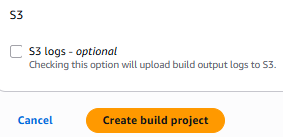 S3
S3 logs - optional
Checking this option will upload build output logs to S3.
Cancel
Create build project